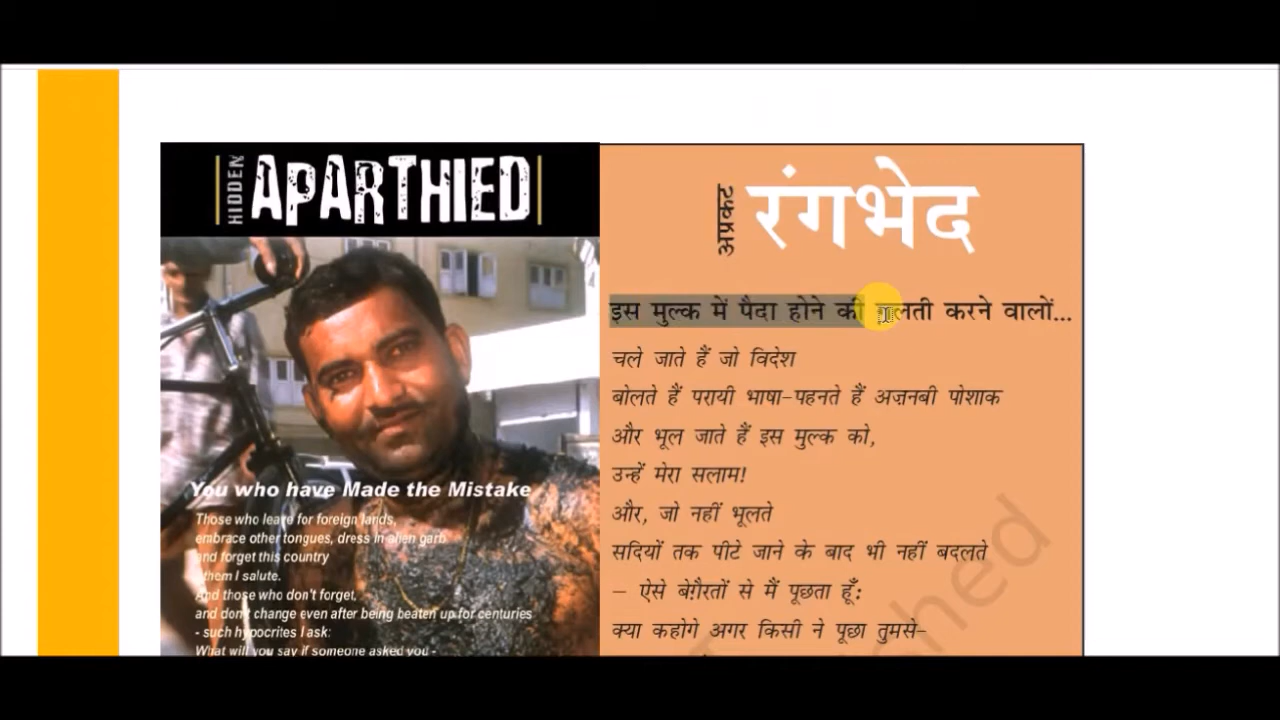 HIDDEN
APARTHIED
You who have Made the Mistake
Those who leave for foreign lands,
embrace other tongues, dress in alien garb
and forget this country
them I salute.
And those who don't forget,
and don't change even after being beaten up for centuries
- such hypocrites I ask:
What will you say if someone asked you -
अप्रकट
रंगभेद
इस मुल्क में पैदा होने की ग़लती करने वालों...
चले जाते हैं जो विदेश
बोलते हैं परायी भाषा-पहनते हैं अज़नबी पोशाक
और भूल जाते हैं इस मुल्क को,
उन्हें मेरा सलाम!
और, जो नहीं भूलते
सदियों तक पीटे जाने के बाद भी नहीं बदलते
– ऐसे बेग़ैरतों से मैं पूछता हूँ:
क्या कहोगे अगर किसी ने पूछा तुमसे–